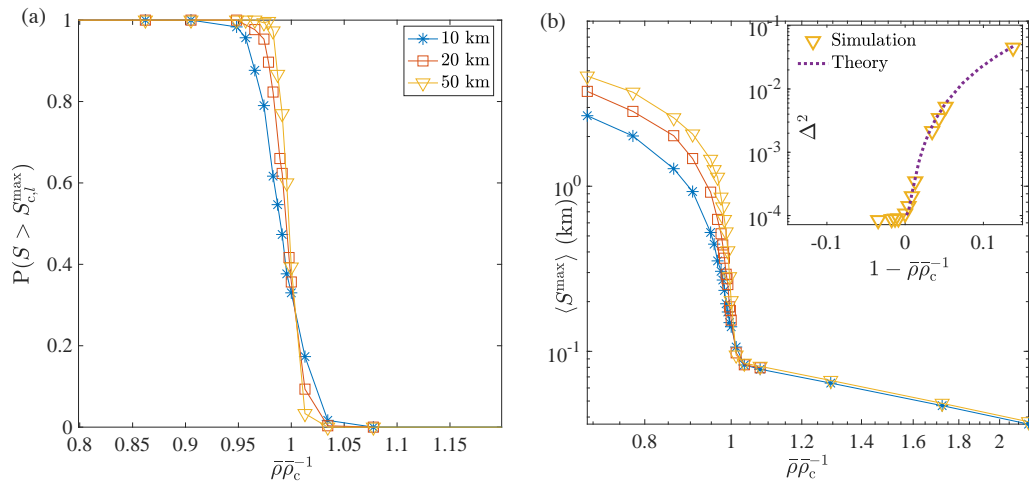 (a)
P(S > S_{c,l}^{max})
1
0.8
0.6
0.4
0.2
0
0.8
0.85
0.9
0.95
1
1.05
1.1
1.15
ρ̄ρ̄_c^{-1}
10 km
20 km
50 km
(b)
⟨S^{max}⟩ (km)
10^0
10^{-1}
0.8
1
1.2
1.4
1.6
1.8
2
ρ̄ρ̄_c^{-1}
Simulation
Theory
Δ^2
10^{-1}
10^{-2}
10^{-3}
10^{-4}
-0.1
0
0.1
1 − ρ̄ρ̄_c^{-1}